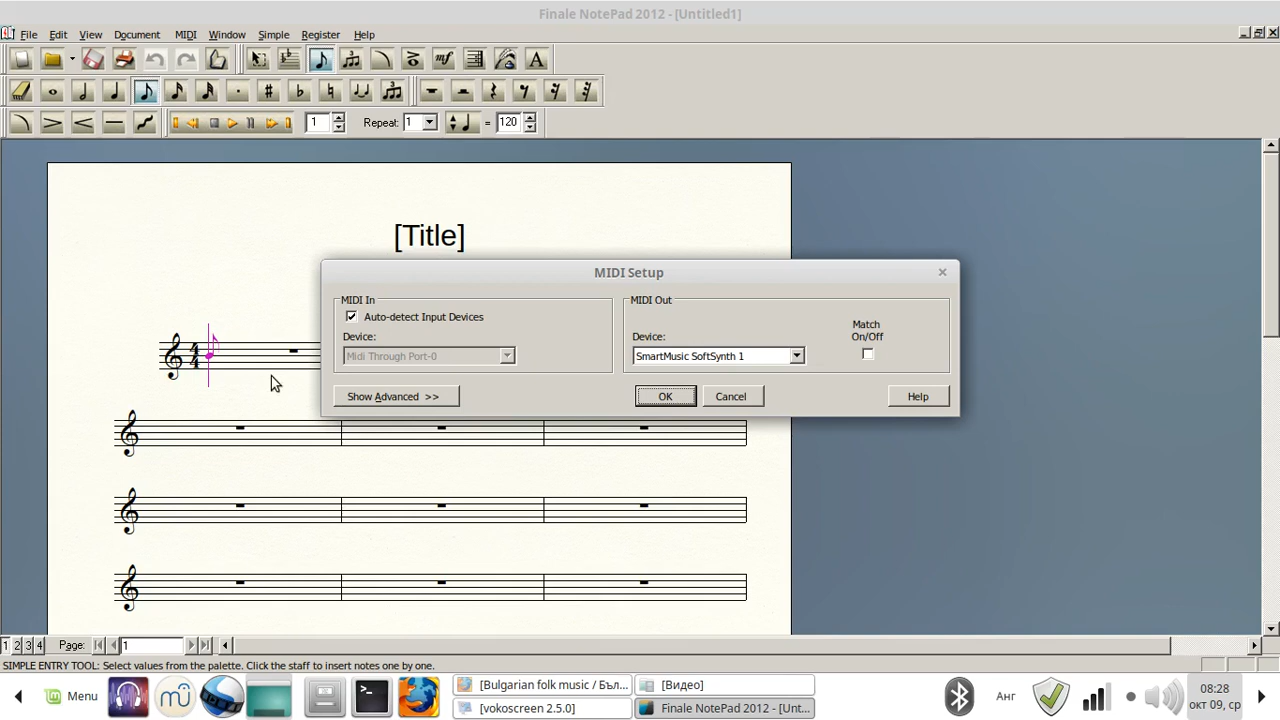 Finale NotePad 2012 - [Untitled1]
File Edit View Document MIDI Window Simple Register Help
mf A
1 Repeat: 1 = 120
[Title]
MIDI Setup
MIDI In
Auto-detect Input Devices
Device:
Midi Through Port-0
MIDI Out
Device:
Match
On/Off
SmartMusic SoftSynth 1
Show Advanced >>
OK
Cancel
Help
4
4
1 2 3 4 Page: 1
SIMPLE ENTRY TOOL: Select values from the palette. Click the staff to insert notes one by one.
Menu
mü
[Bulgarian folk music / Бъл...
[Видео]
[vokoscreen 2.5.0]
Finale NotePad 2012 - [Unt...
Анг
08:28
окт 09, ср